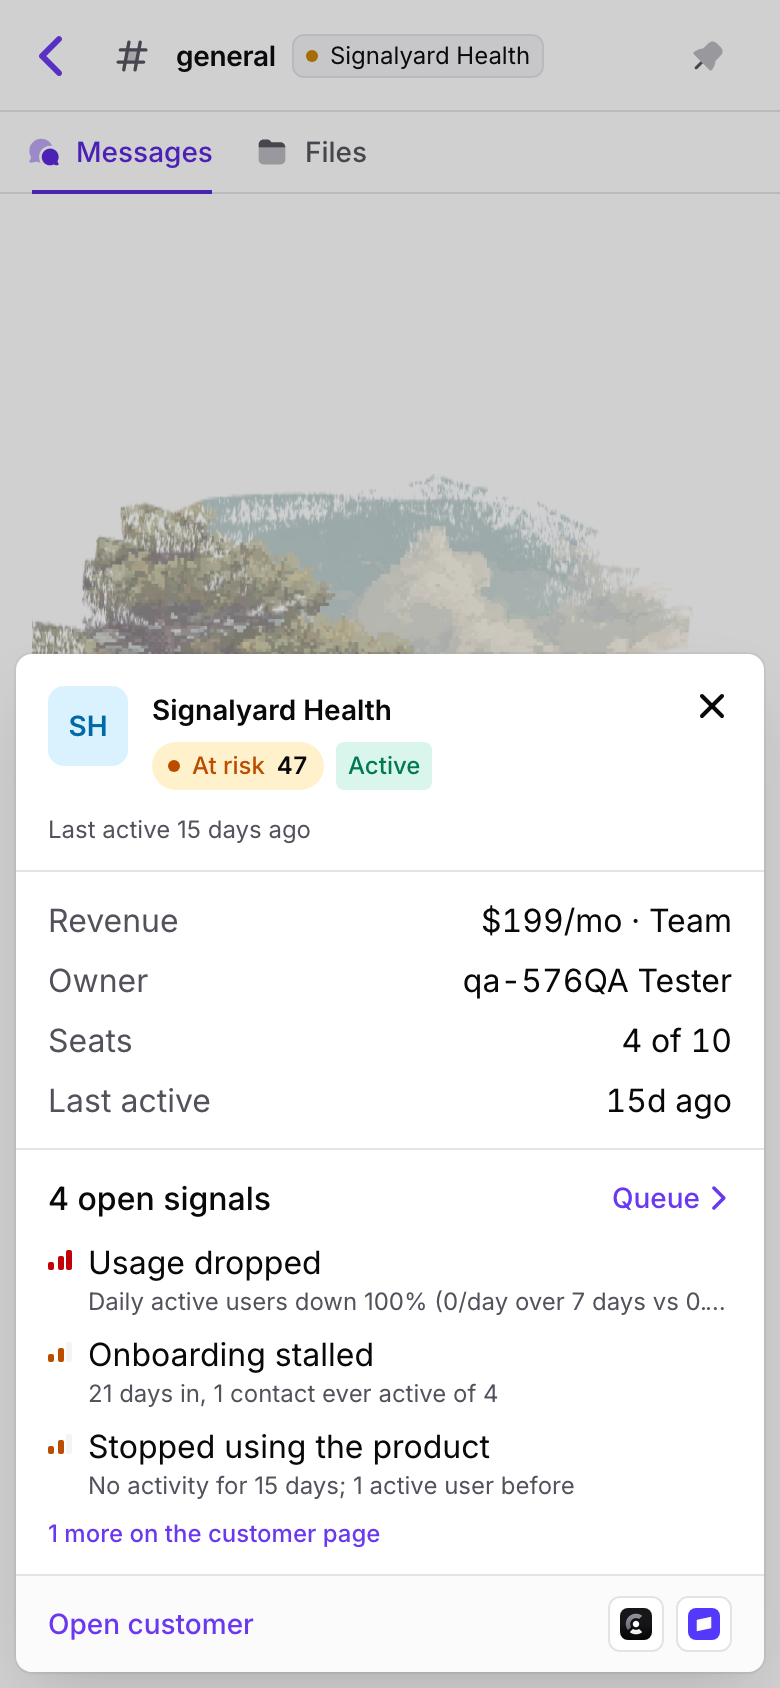 # general Signalyard Health
Messages Files
SH
Signalyard Health
At risk 47 Active
Last active 15 days ago
Revenue $199/mo · Team
Owner qa-576QA Tester
Seats 4 of 10
Last active 15d ago
4 open signals Queue
Usage dropped
Daily active users down 100% (0/day over 7 days vs 0....
Onboarding stalled
21 days in, 1 contact ever active of 4
Stopped using the product
No activity for 15 days; 1 active user before
1 more on the customer page
Open customer